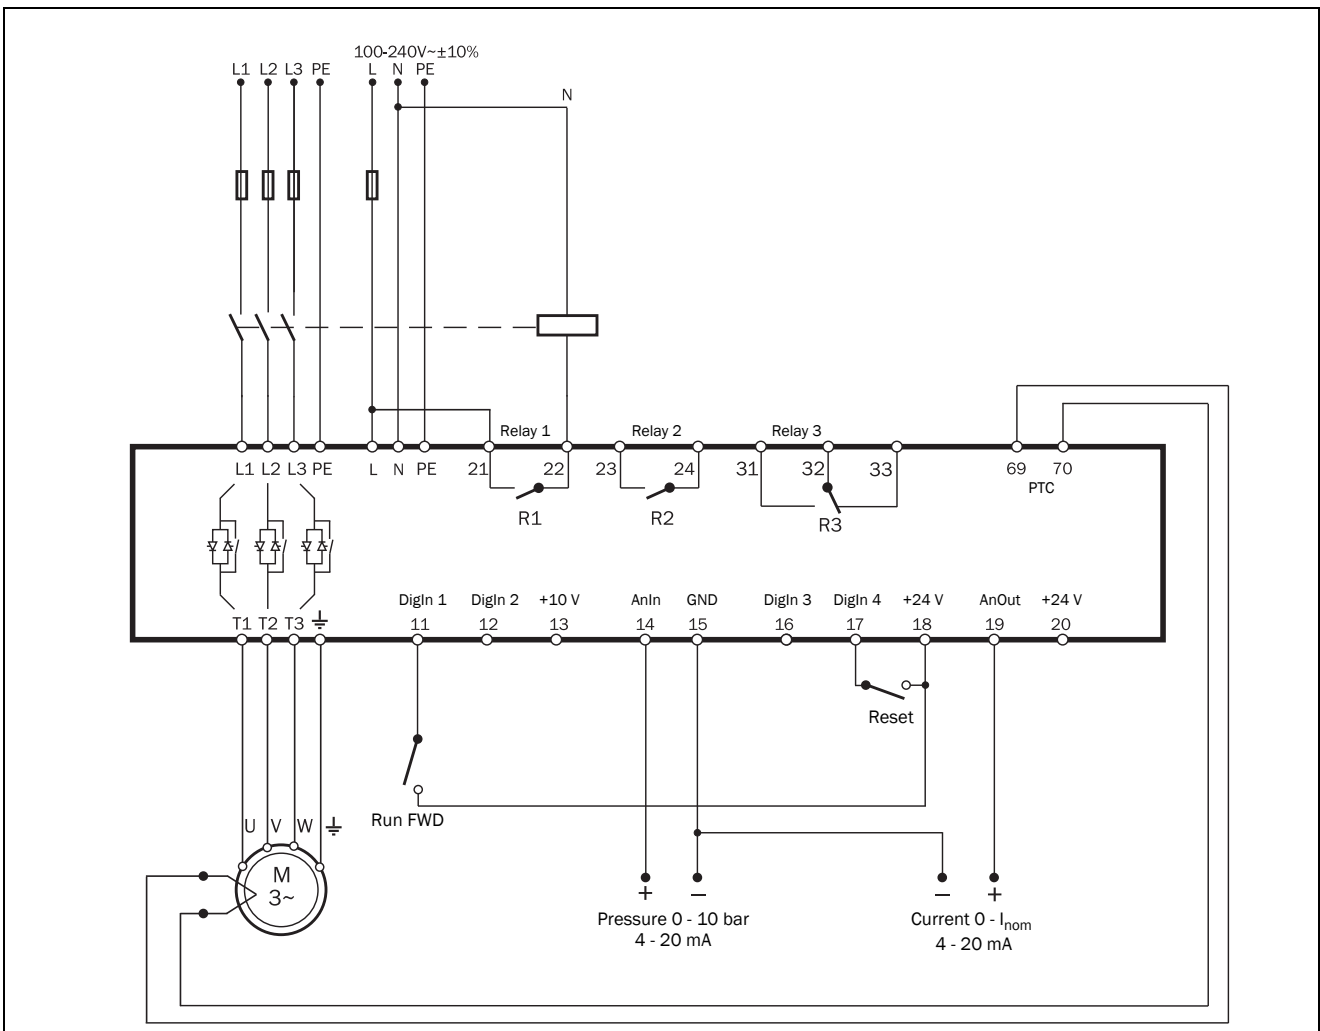 100-240V~±10%
L1 L2 L3 PE L N PE
N
Relay 1 Relay 2 Relay 3
L1 L2 L3 PE L N PE 21 22 23 24 31 32 33 69 70
PTC
R1 R2 R3
DigIn 1 DigIn 2 +10 V AnIn GND DigIn 3 DigIn 4 +24 V AnOut +24 V
T1 T2 T3 11 12 13 14 15 16 17 18 19 20
Reset
Run FWD
U V W
M
3~
+ − − +
Pressure 0 - 10 bar Current 0 - Inom
4 - 20 mA 4 - 20 mA